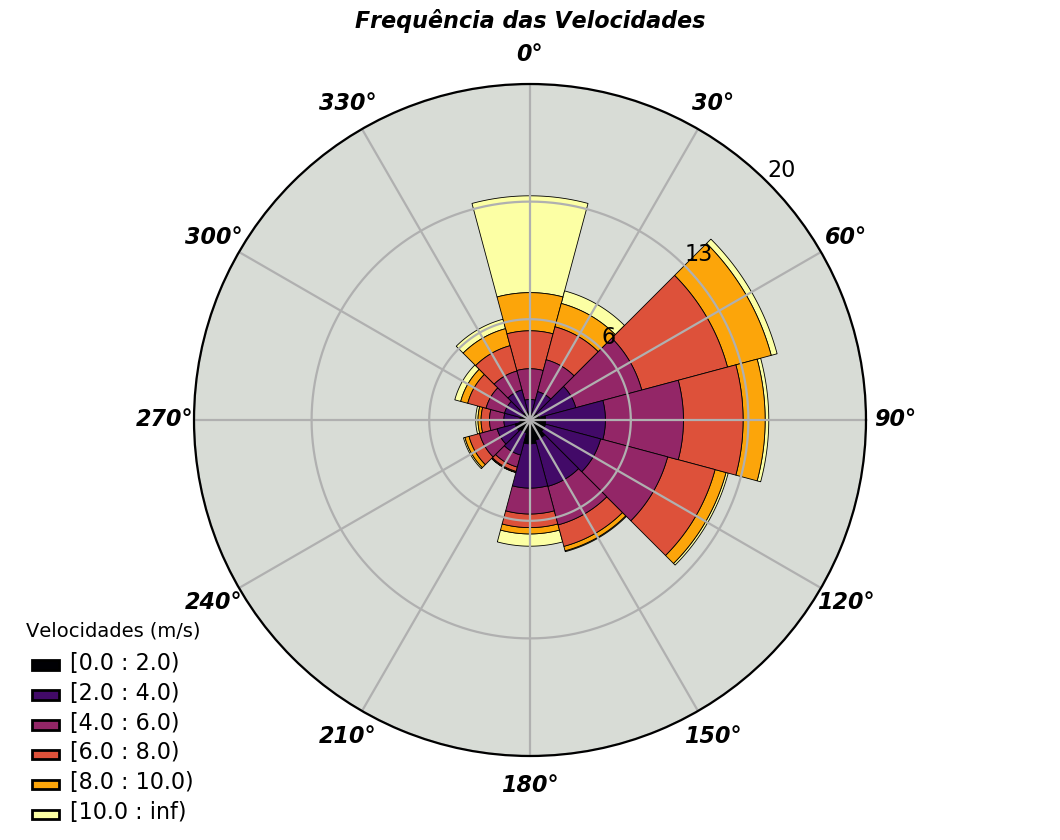 Frequência das Velocidades
0°
330°
30°
20
300°
60°
13
6
270°
90°
240°
120°
210°
150°
180°
Velocidades (m/s)
[0.0 : 2.0)
[2.0 : 4.0)
[4.0 : 6.0)
[6.0 : 8.0)
[8.0 : 10.0)
[10.0 : inf)